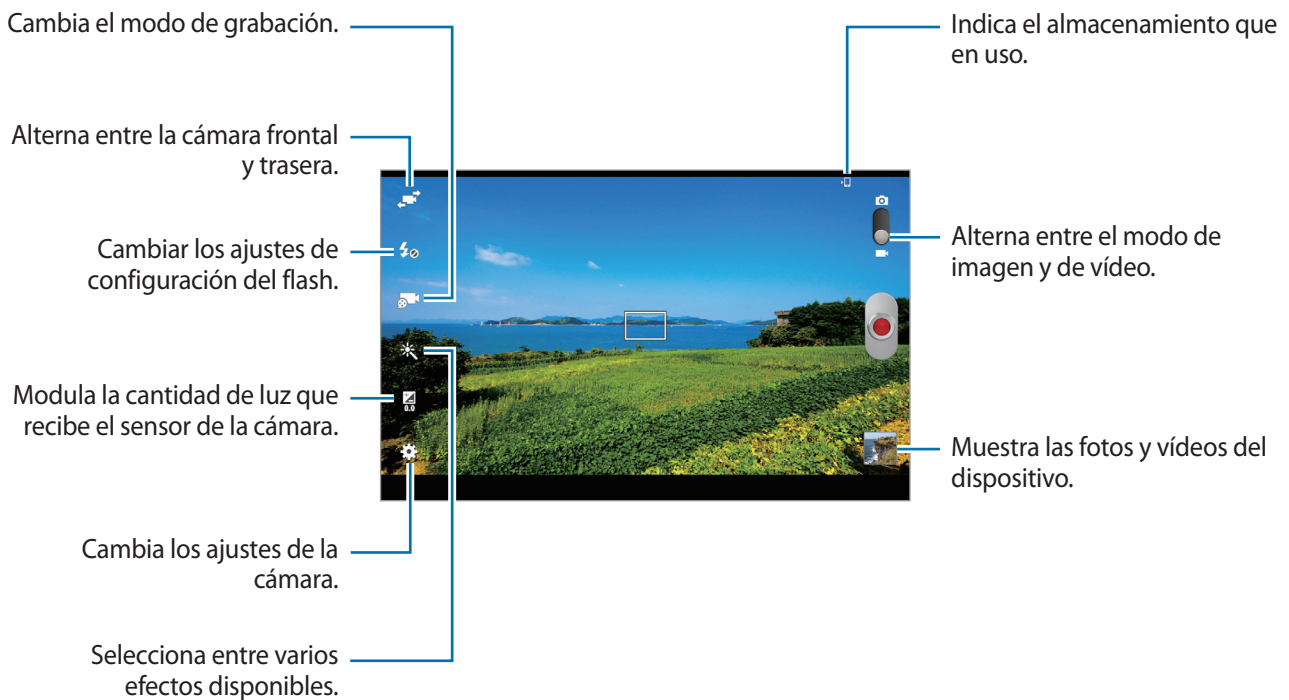 Cambia el modo de grabación.
Alterna entre la cámara frontal
y trasera.
Cambiar los ajustes de
configuración del flash.
Modula la cantidad de luz que
recibe el sensor de la cámara.
Cambia los ajustes de la
cámara.
Selecciona entre varios
efectos disponibles.
0.0
Indica el almacenamiento que
en uso.
Alterna entre el modo de
imagen y de vídeo.
Muestra las fotos y vídeos del
dispositivo.